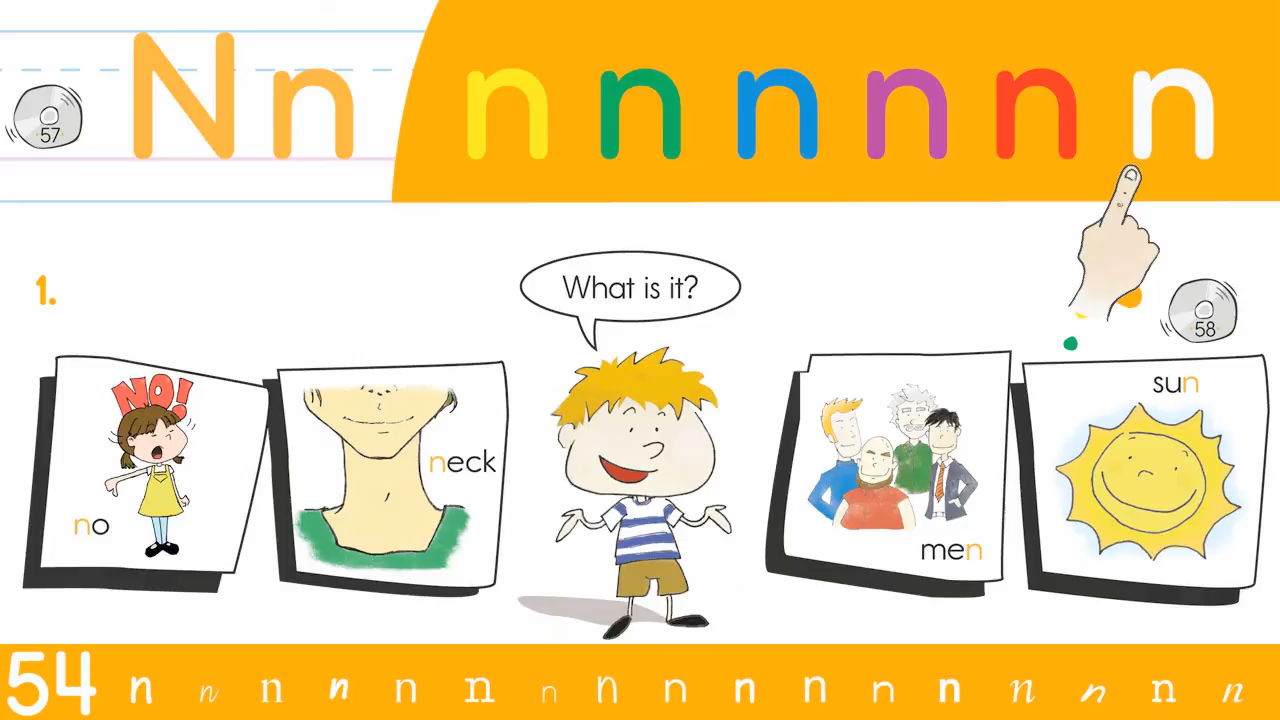 Nn n n n n n n
57
1.
What is it?
58
NO!
no
neck
men
sun
54 n n n n n n n n n n n n n n n n n